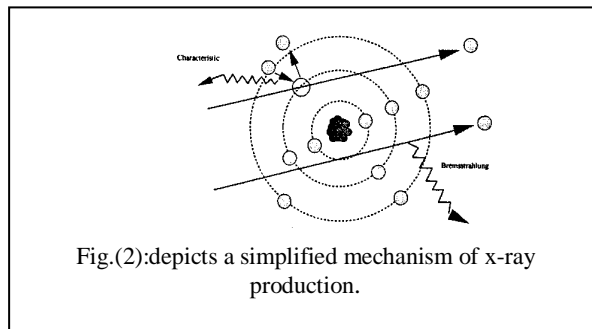 Characteristic
Bremsstrahlung
Fig.(2):depicts a simplified mechanism of x-ray
production.